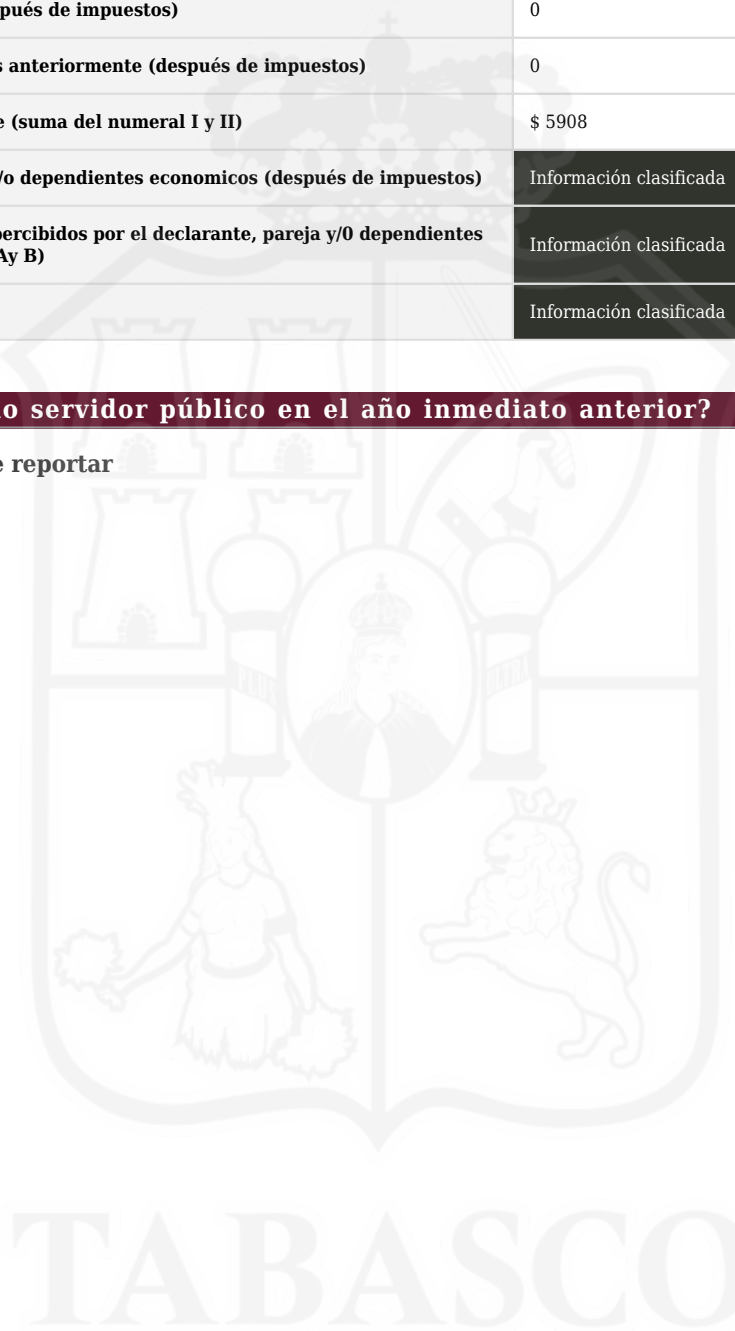 pués de impuestos) 0
s anteriormente (después de impuestos) 0
e (suma del numeral I y II) $ 5908
/o dependientes economicos (después de impuestos) Información clasificada
percibidos por el declarante, pareja y/0 dependientes
Ay B) Información clasificada
Información clasificada
o servidor público en el año inmediato anterior?
e reportar
PLUS ULTRA
TABASCO